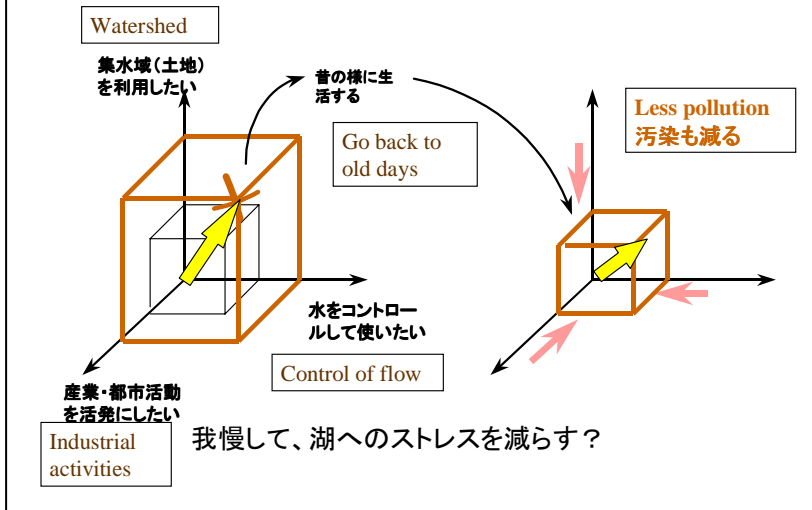 Watershed
集水域(土地)
を利用したい
昔の様に生
活する
Go back to
old days
Less pollution
汚染も減る
水をコントロー
ルして使いたい
Control of flow
産業・都市活動
を活発にしたい
Industrial
activities
我慢して、湖へのストレスを減らす?